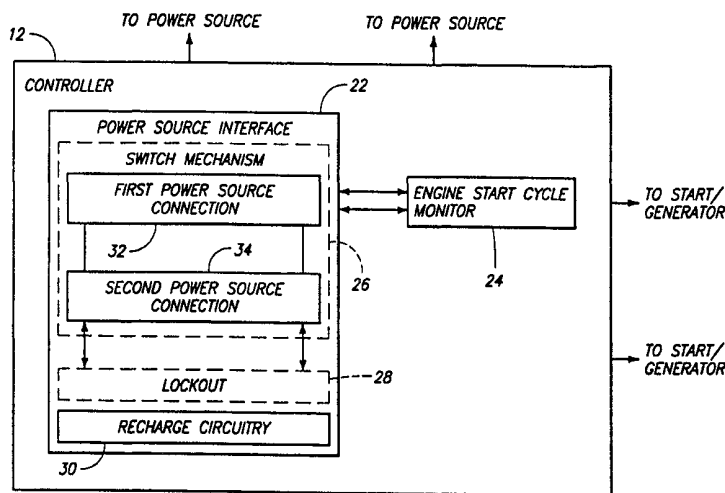 TO POWER SOURCE
TO POWER SOURCE
12
CONTROLLER
22
POWER SOURCE INTERFACE
SWITCH MECHANISM
FIRST POWER SOURCE
CONNECTION
ENGINE START CYCLE
MONITOR
TO START/
GENERATOR
32
34
26
24
SECOND POWER SOURCE
CONNECTION
TO START/
GENERATOR
LOCKOUT
28
RECHARGE CIRCUITRY
30